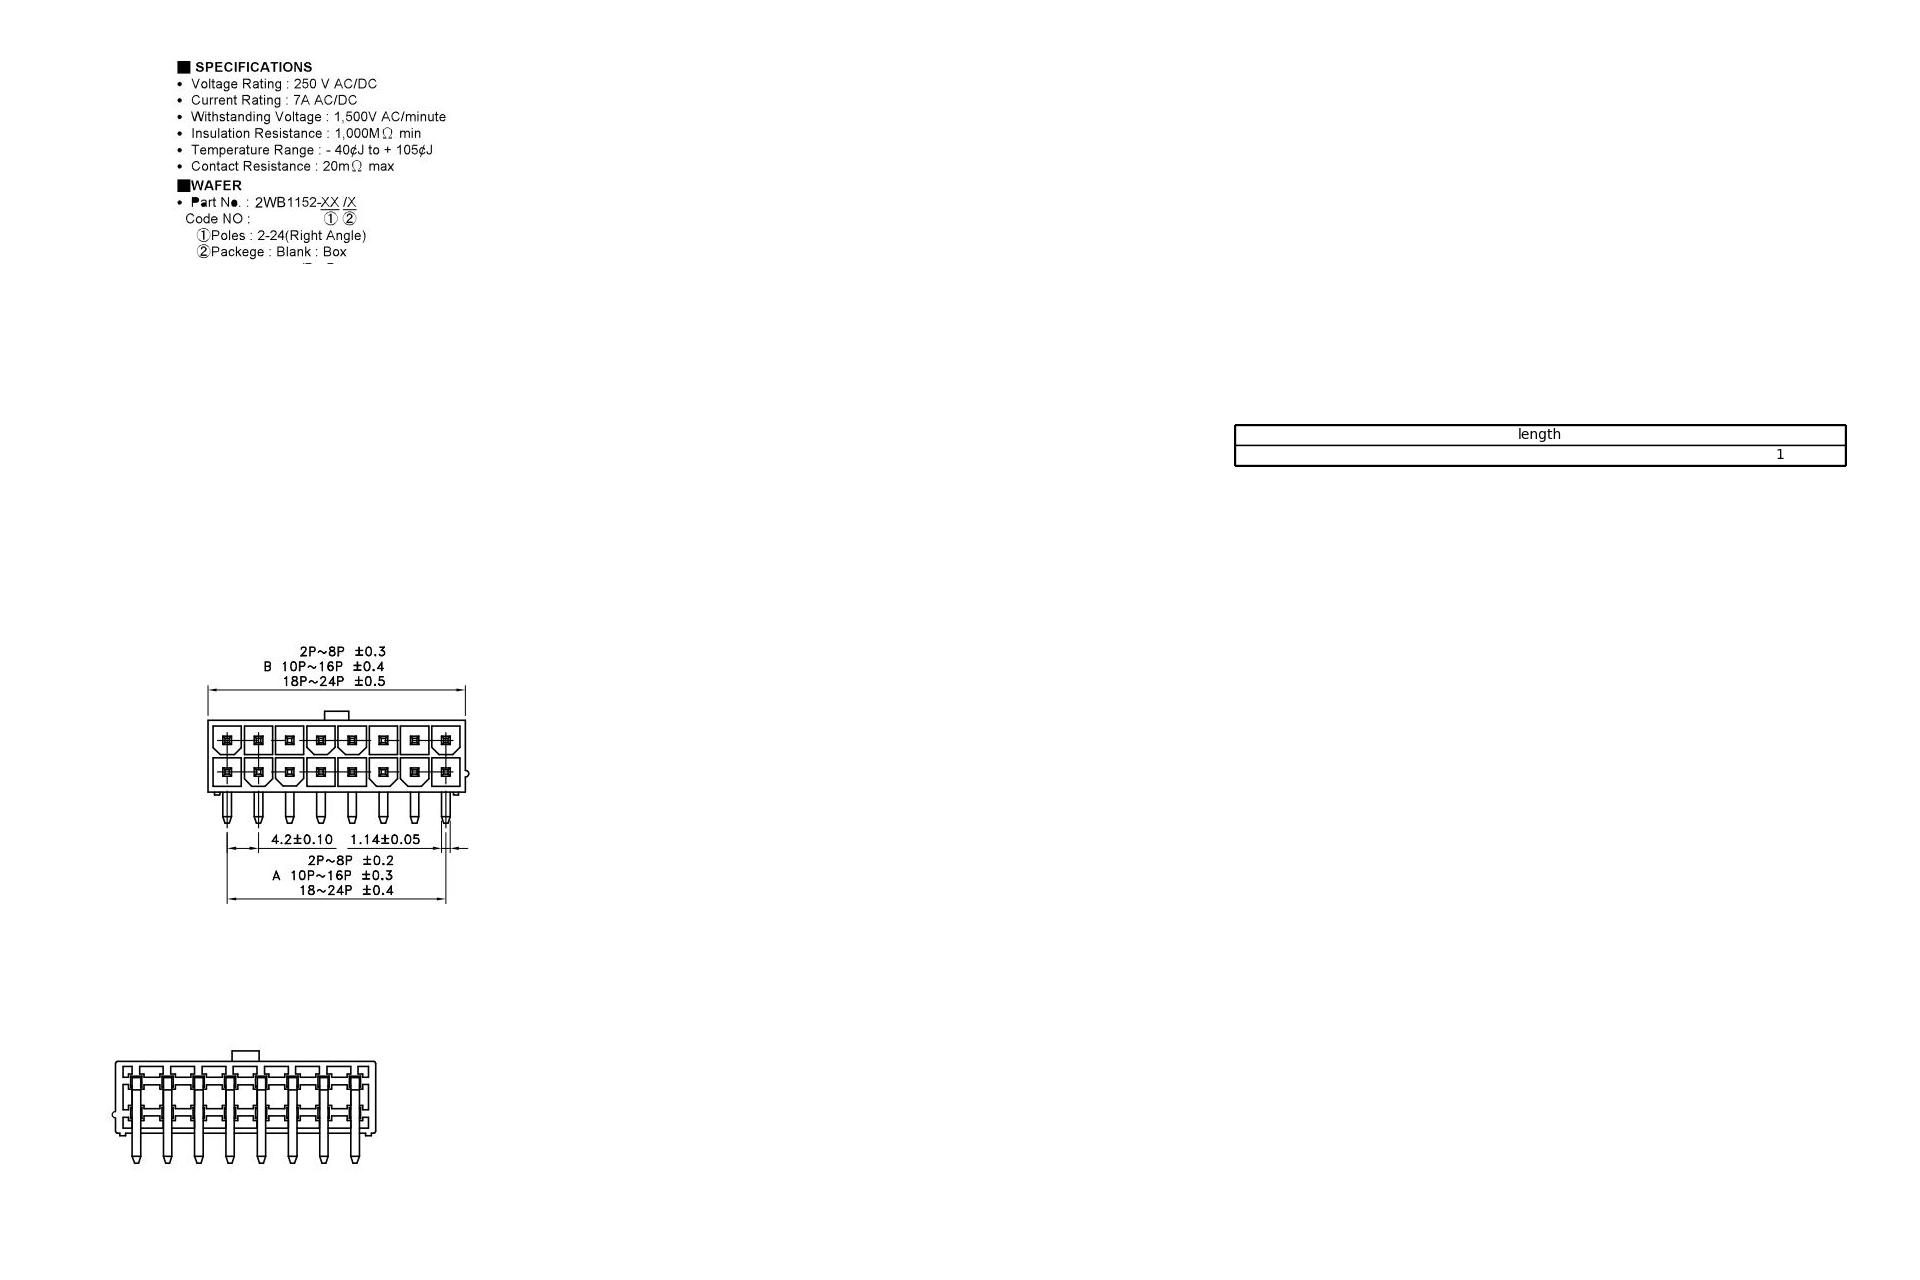 ■ SPECIFICATIONS
• Voltage Rating : 250 V AC/DC
• Current Rating : 7A AC/DC
• Withstanding Voltage : 1,500V AC/minute
• Insulation Resistance : 1,000MΩ min
• Temperature Range : - 40¢J to + 105¢J
• Contact Resistance : 20mΩ max
■WAFER
• Part No. : 2WB1152-XX /X
Code NO : ① ②
①Poles : 2-24(Right Angle)
②Packege : Blank : Box
length
1
2P~8P ±0.3
B 10P~16P ±0.4
18P~24P ±0.5
4.2±0.10 1.14±0.05
2P~8P ±0.2
A 10P~16P ±0.3
18~24P ±0.4